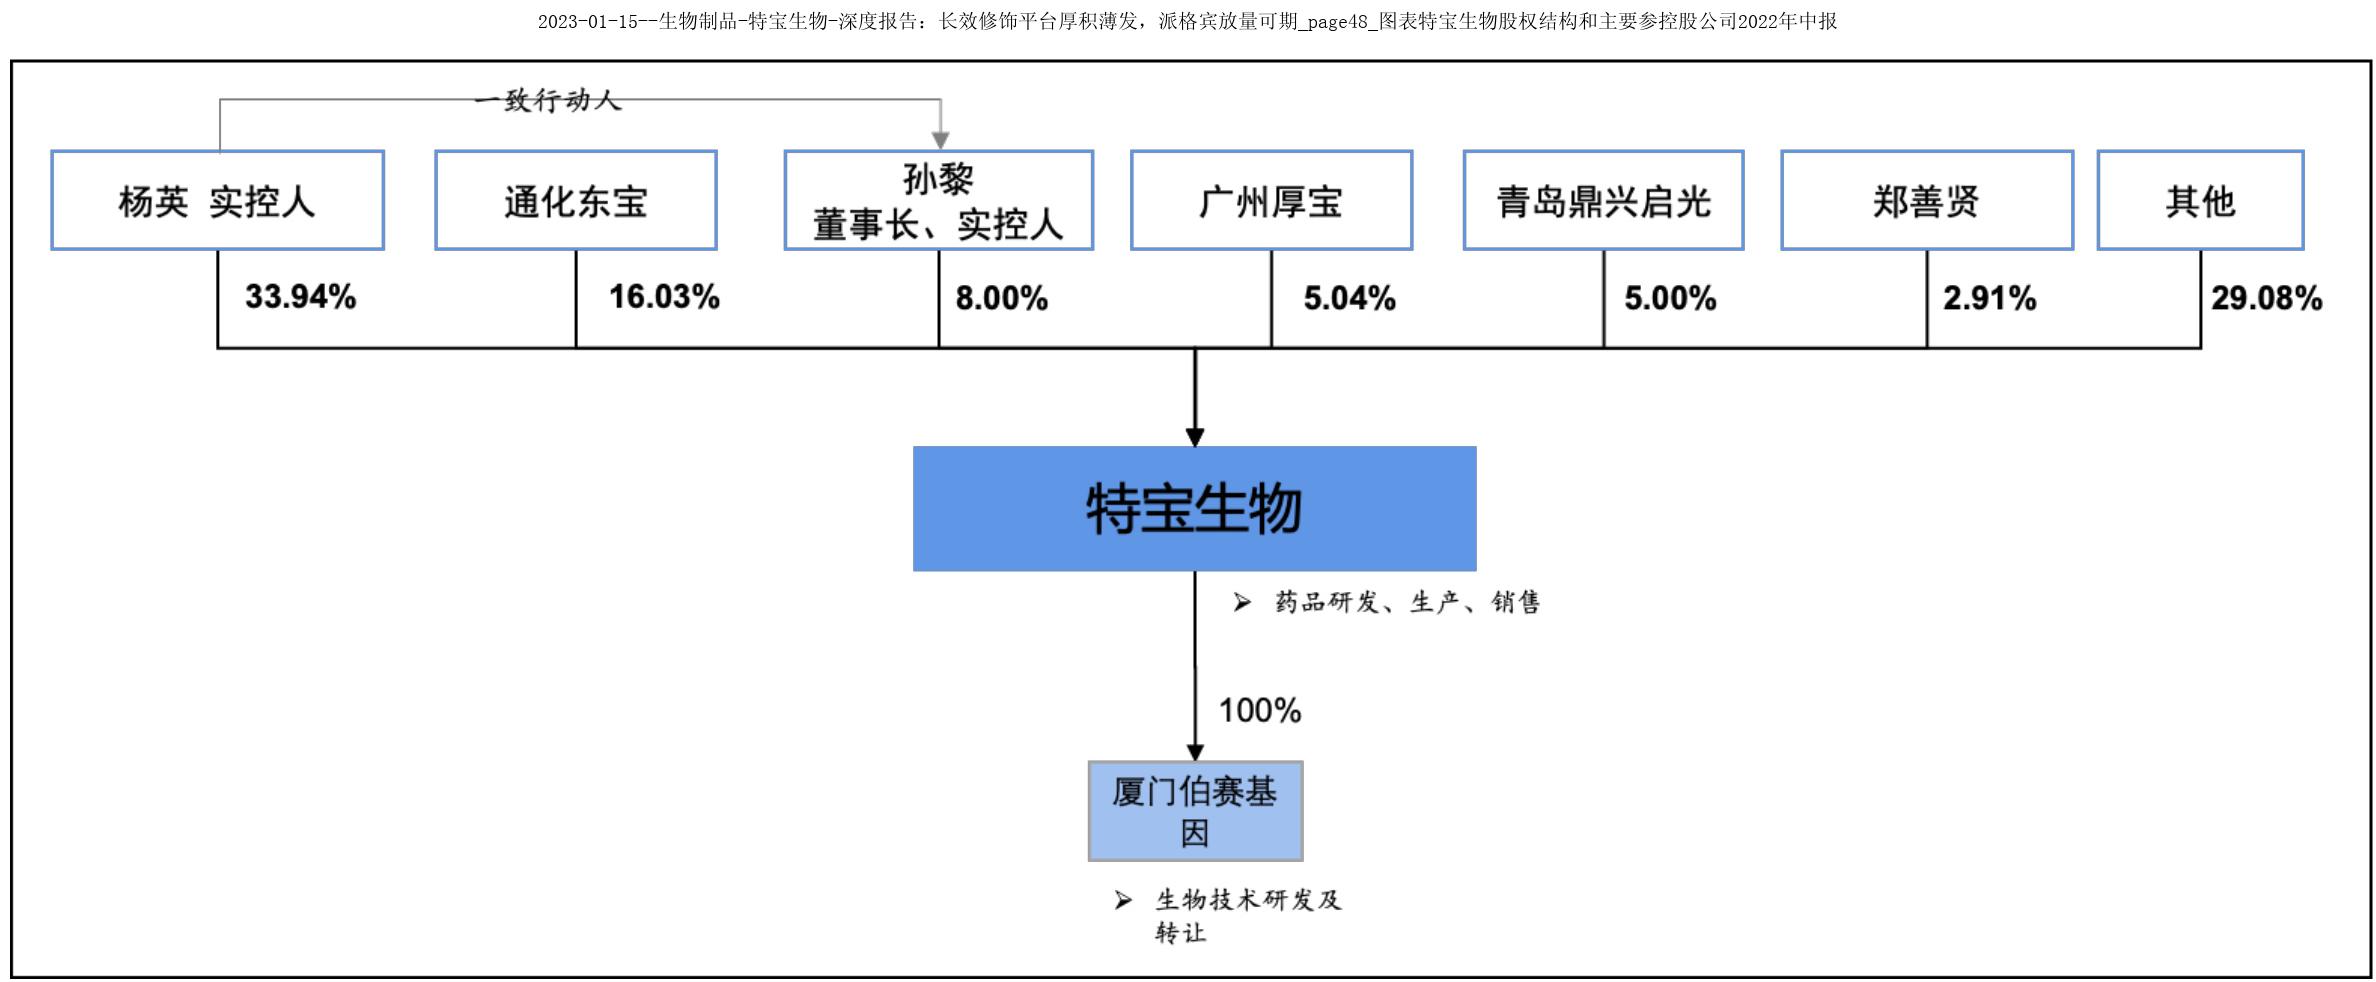 2023-01-15--生物制品-特宝生物-深度报告：长效修饰平台厚积薄发，派格宾放量可期_page48_图表特宝生物股权结构和主要参控股公司2022年中报
一致行动人
杨英 实控人
通化东宝
孙黎
董事长、实控人
广州厚宝
青岛鼎兴启光
郑善贤
其他
33.94%
16.03%
8.00%
5.04%
5.00%
2.91%
29.08%
特宝生物
➢ 药品研发、生产、销售
100%
厦门伯赛基
因
➢ 生物技术研发及
转让